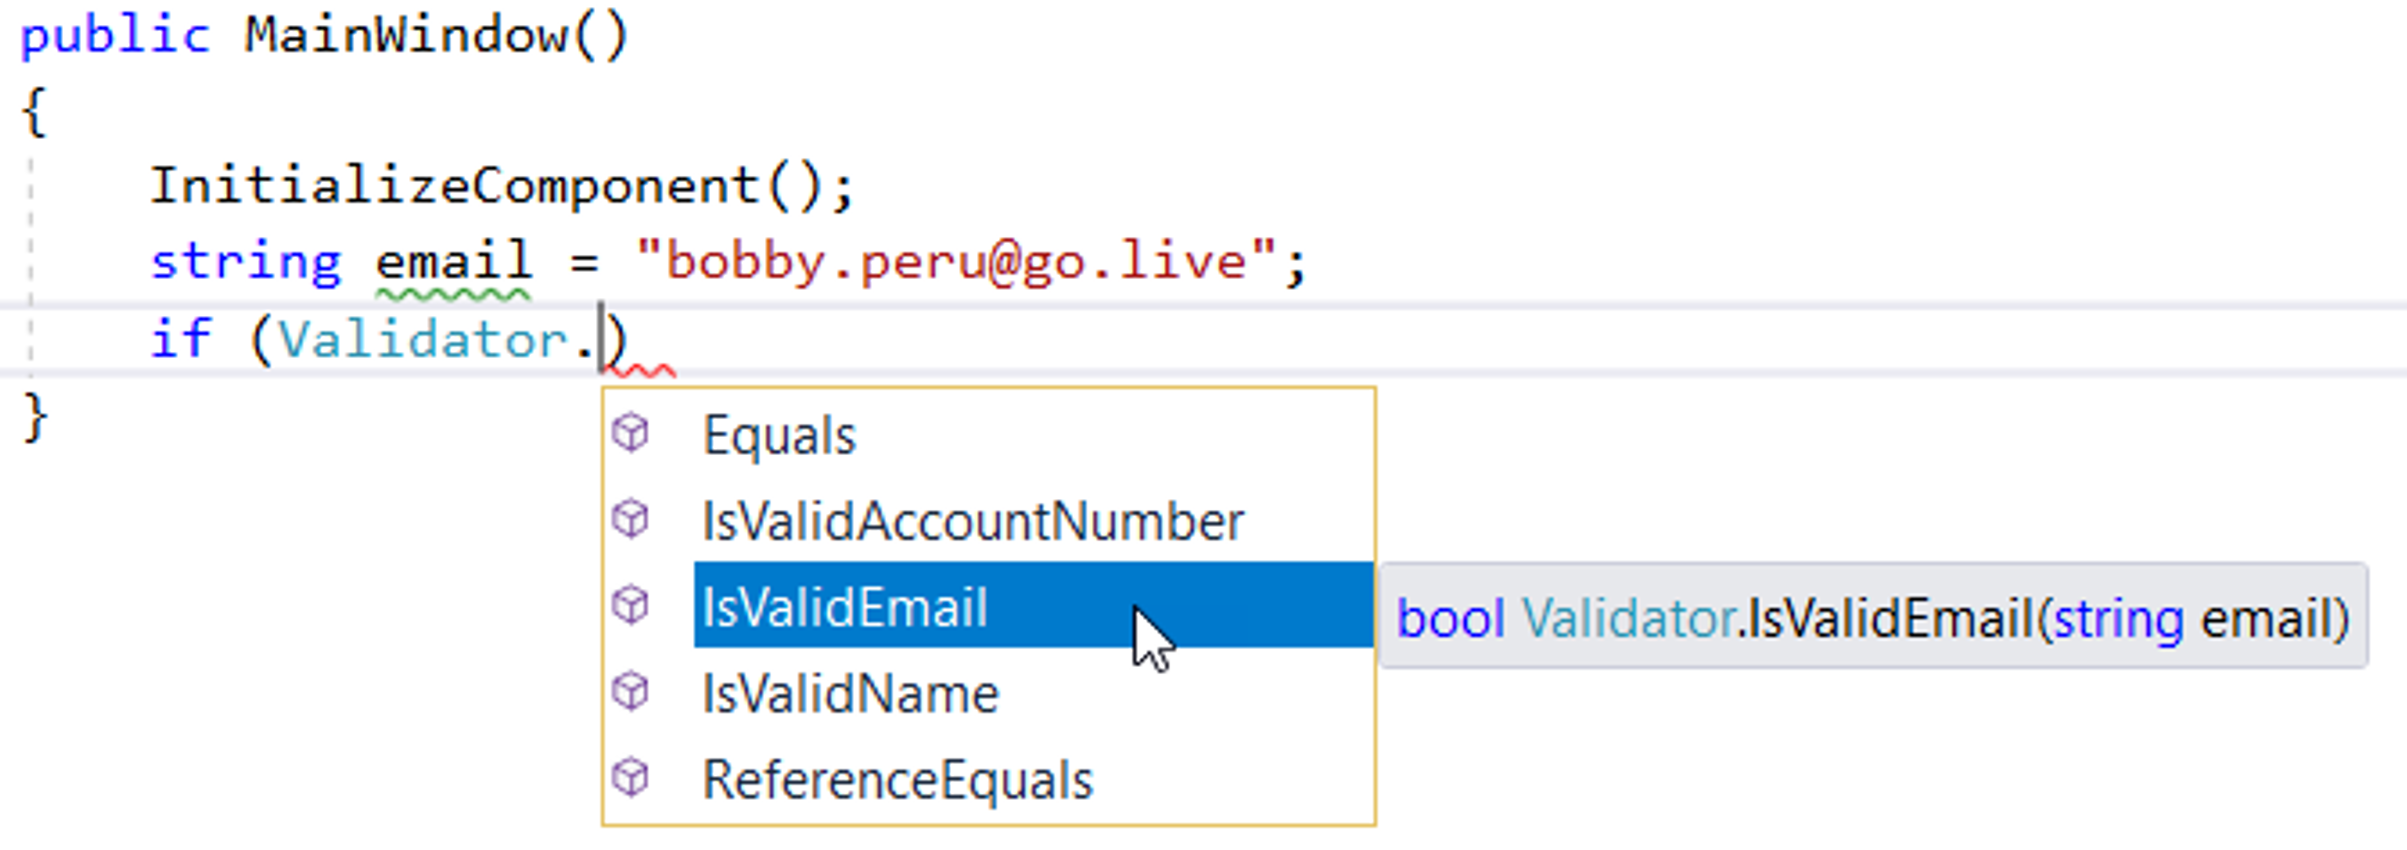 public MainWindow()
{
InitializeComponent();
string email = "bobby.peru@go.live";
if (Validator.)
}
Equals
IsValidAccountNumber
IsValidEmail
bool Validator.IsValidEmail(string email)
IsValidName
ReferenceEquals